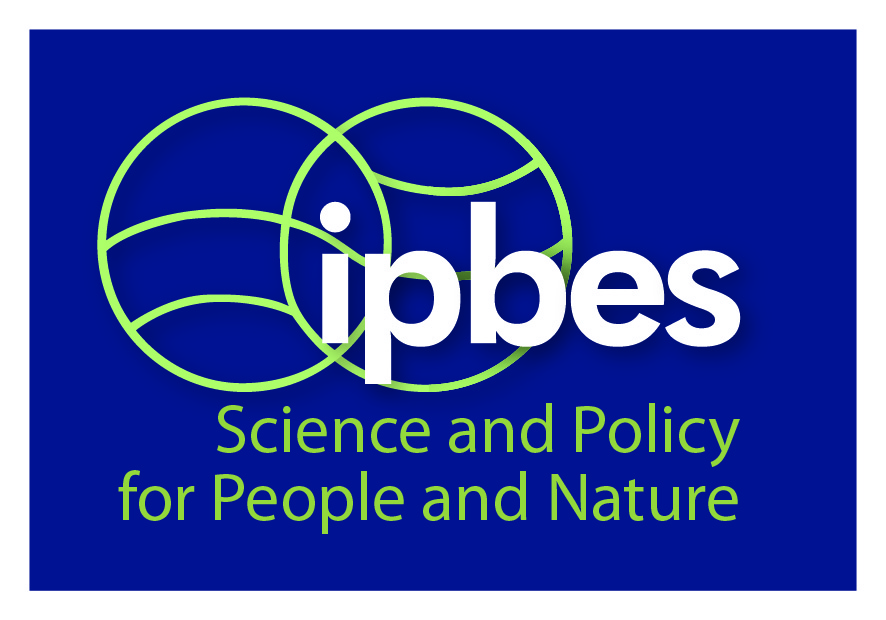 ipbes
Science and Policy
for People and Nature